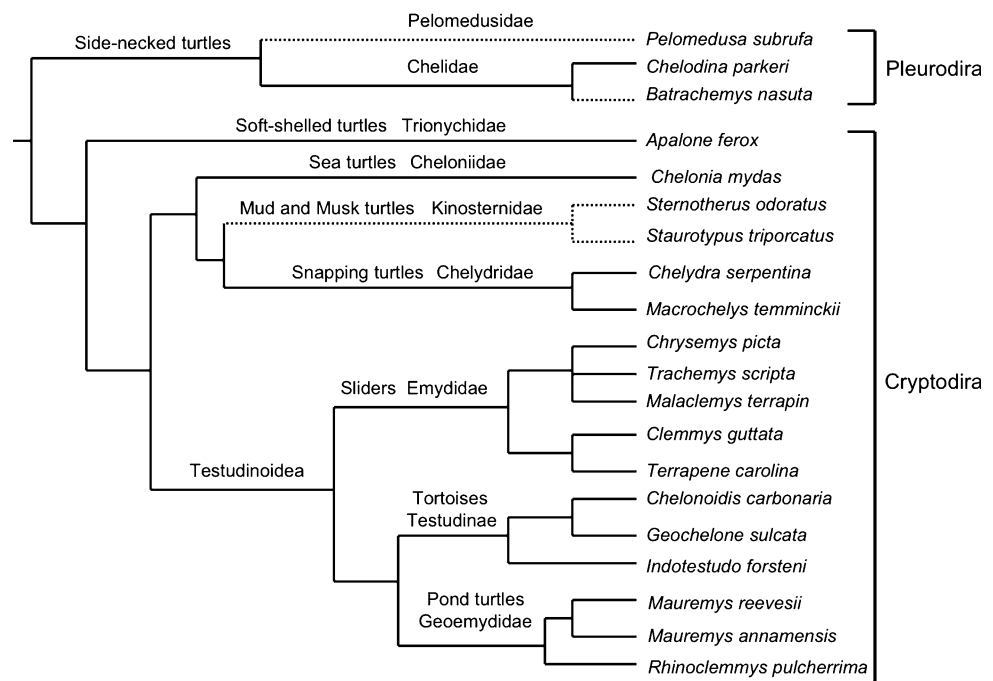 Pelomedusidae
Side-necked turtles
Pelomedusa subrufa
Chelidae
Chelodina parkeri
Pleurodira
Batrachemys nasuta
Soft-shelled turtles Trionychidae
Apalone ferox
Sea turtles Cheloniidae
Chelonia mydas
Mud and Musk turtles Kinosternidae
Sternotherus odoratus
Staurotypus triporcatus
Snapping turtles Chelydridae
Chelydra serpentina
Macrochelys temminckii
Chrysemys picta
Trachemys scripta
Cryptodira
Sliders Emydidae
Malaclemys terrapin
Clemmys guttata
Testudinoidea
Terrapene carolina
Tortoises
Testudinae
Chelonoidis carbonaria
Geochelone sulcata
Indotestudo forsteni
Pond turtles
Geoemydidae
Mauremys reevesii
Mauremys annamensis
Rhinoclemmys pulcherrima